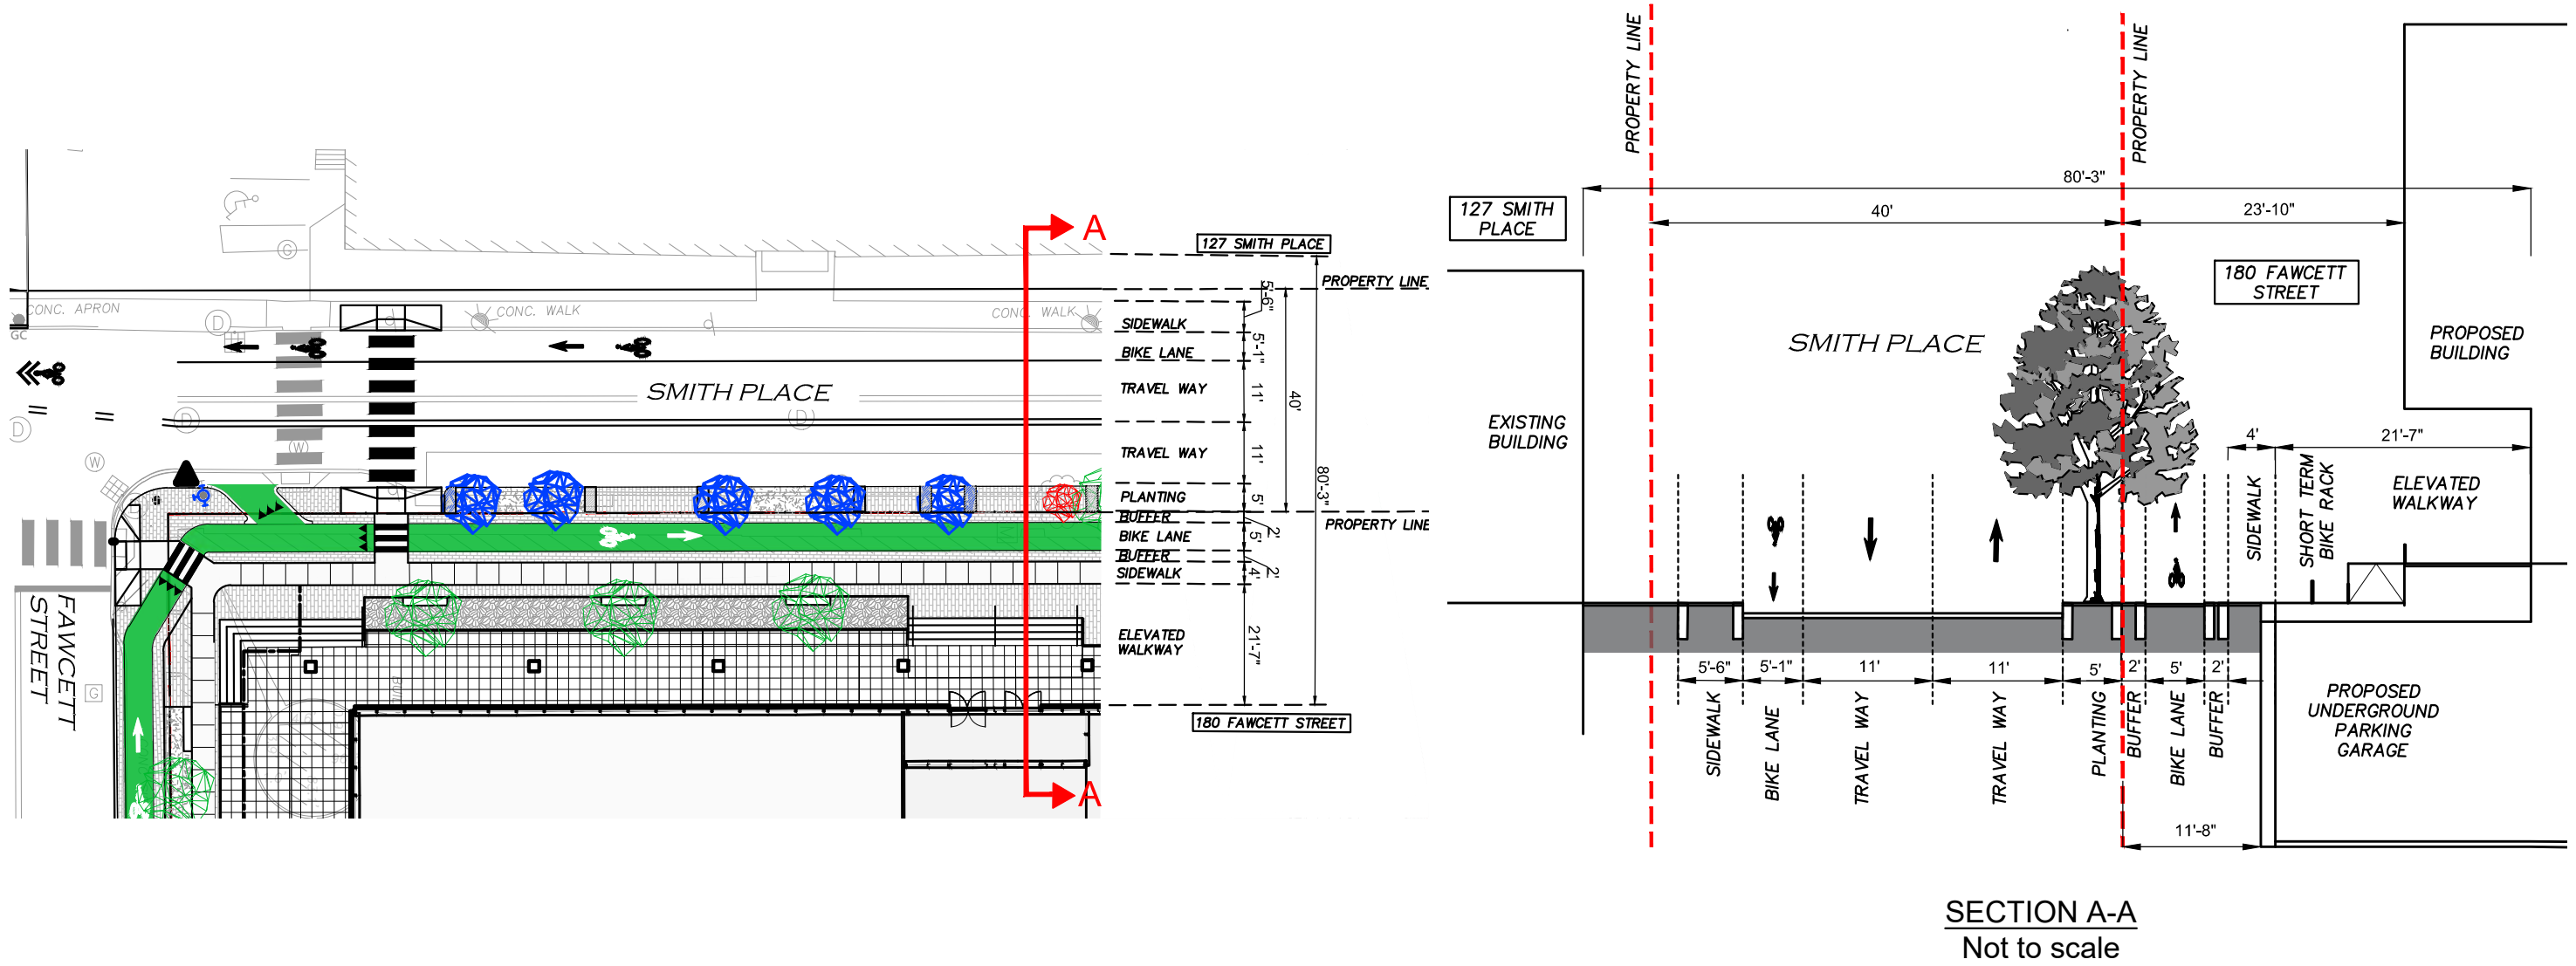 CONC. APRON
GC
D
G
CONC. WALK
CONC. WALK
SMITH PLACE
D
D
D
W
W
FAWCETT
STREET
G
A
A
127 SMITH PLACE
PROPERTY LINE
SIDEWALK
BIKE LANE
TRAVEL WAY
TRAVEL WAY
PLANTING
BUFFER
PROPERTY LINE
BIKE LANE
BUFFER
SIDEWALK
ELEVATED
WALKWAY
180 FAWCETT STREET
5'-6"
5'-1"
11'
11'
5'
2'
5'
2'
4'
21'-7"
40'
80'-3"
PROPERTY LINE
PROPERTY LINE
80'-3"
40'
23'-10"
127 SMITH
PLACE
180 FAWCETT
STREET
SMITH PLACE
EXISTING
BUILDING
PROPOSED
BUILDING
4'
21'-7"
SIDEWALK
SHORT TERM
BIKE RACK
ELEVATED
WALKWAY
5'-6"
5'-1"
11'
11'
5'
2'
5'
2'
SIDEWALK
BIKE LANE
TRAVEL WAY
TRAVEL WAY
PLANTING
BUFFER
BIKE LANE
BUFFER
PROPOSED
UNDERGROUND
PARKING
GARAGE
11'-8"
SECTION A-A
Not to scale